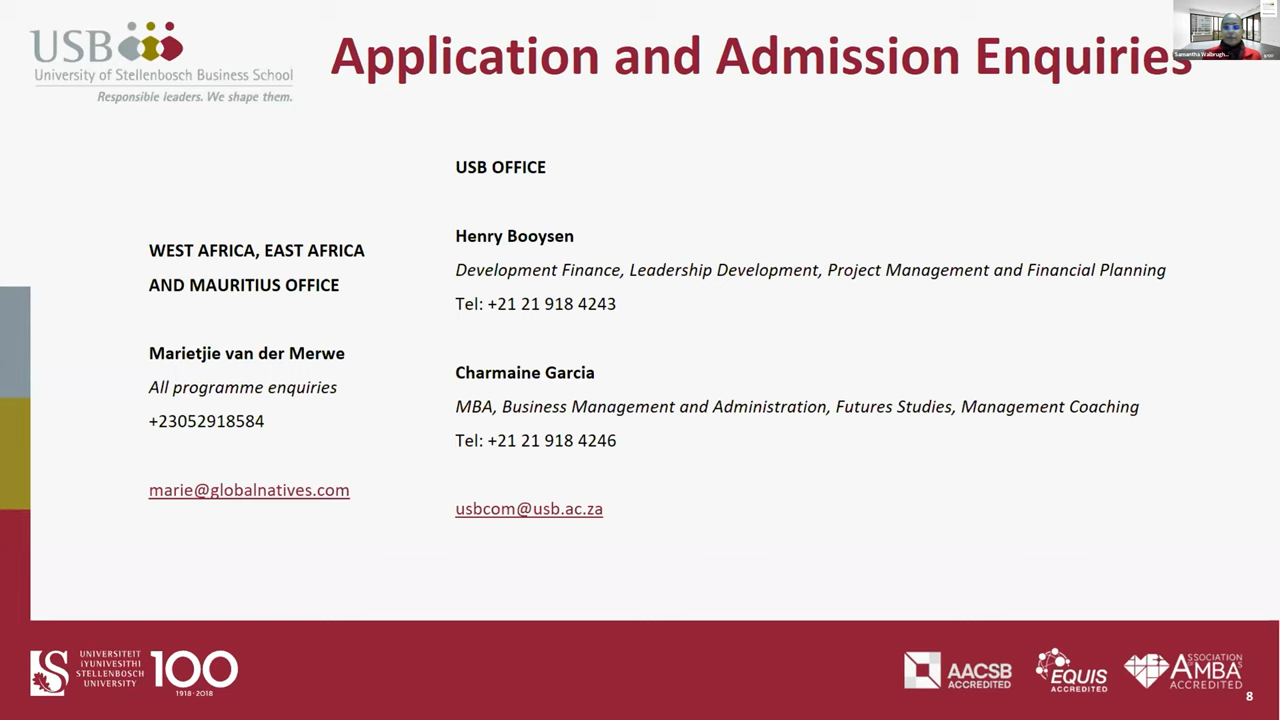 USB
University of Stellenbosch Business School
Responsible leaders. We shape them.
Application and Admission Enquiries
WEST AFRICA, EAST AFRICA
AND MAURITIUS OFFICE
Marietjie van der Merwe
All programme enquiries
+23052918584
marie@globalnatives.com
USB OFFICE
Henry Booysen
Development Finance, Leadership Development, Project Management and Financial Planning
Tel: +21 21 918 4243
Charmaine Garcia
MBA, Business Management and Administration, Futures Studies, Management Coaching
Tel: +21 21 918 4246
usbcom@usb.ac.za
UNIVERSITEIT
iYUNIVESITHI
STELLENBOSCH
UNIVERSITY
100
1918·2018
AACSB
ACCREDITED
EQUIS
ACCREDITED
ASSOCIATION
AMBA
ACCREDITED
8
Samantha Walbrugh...